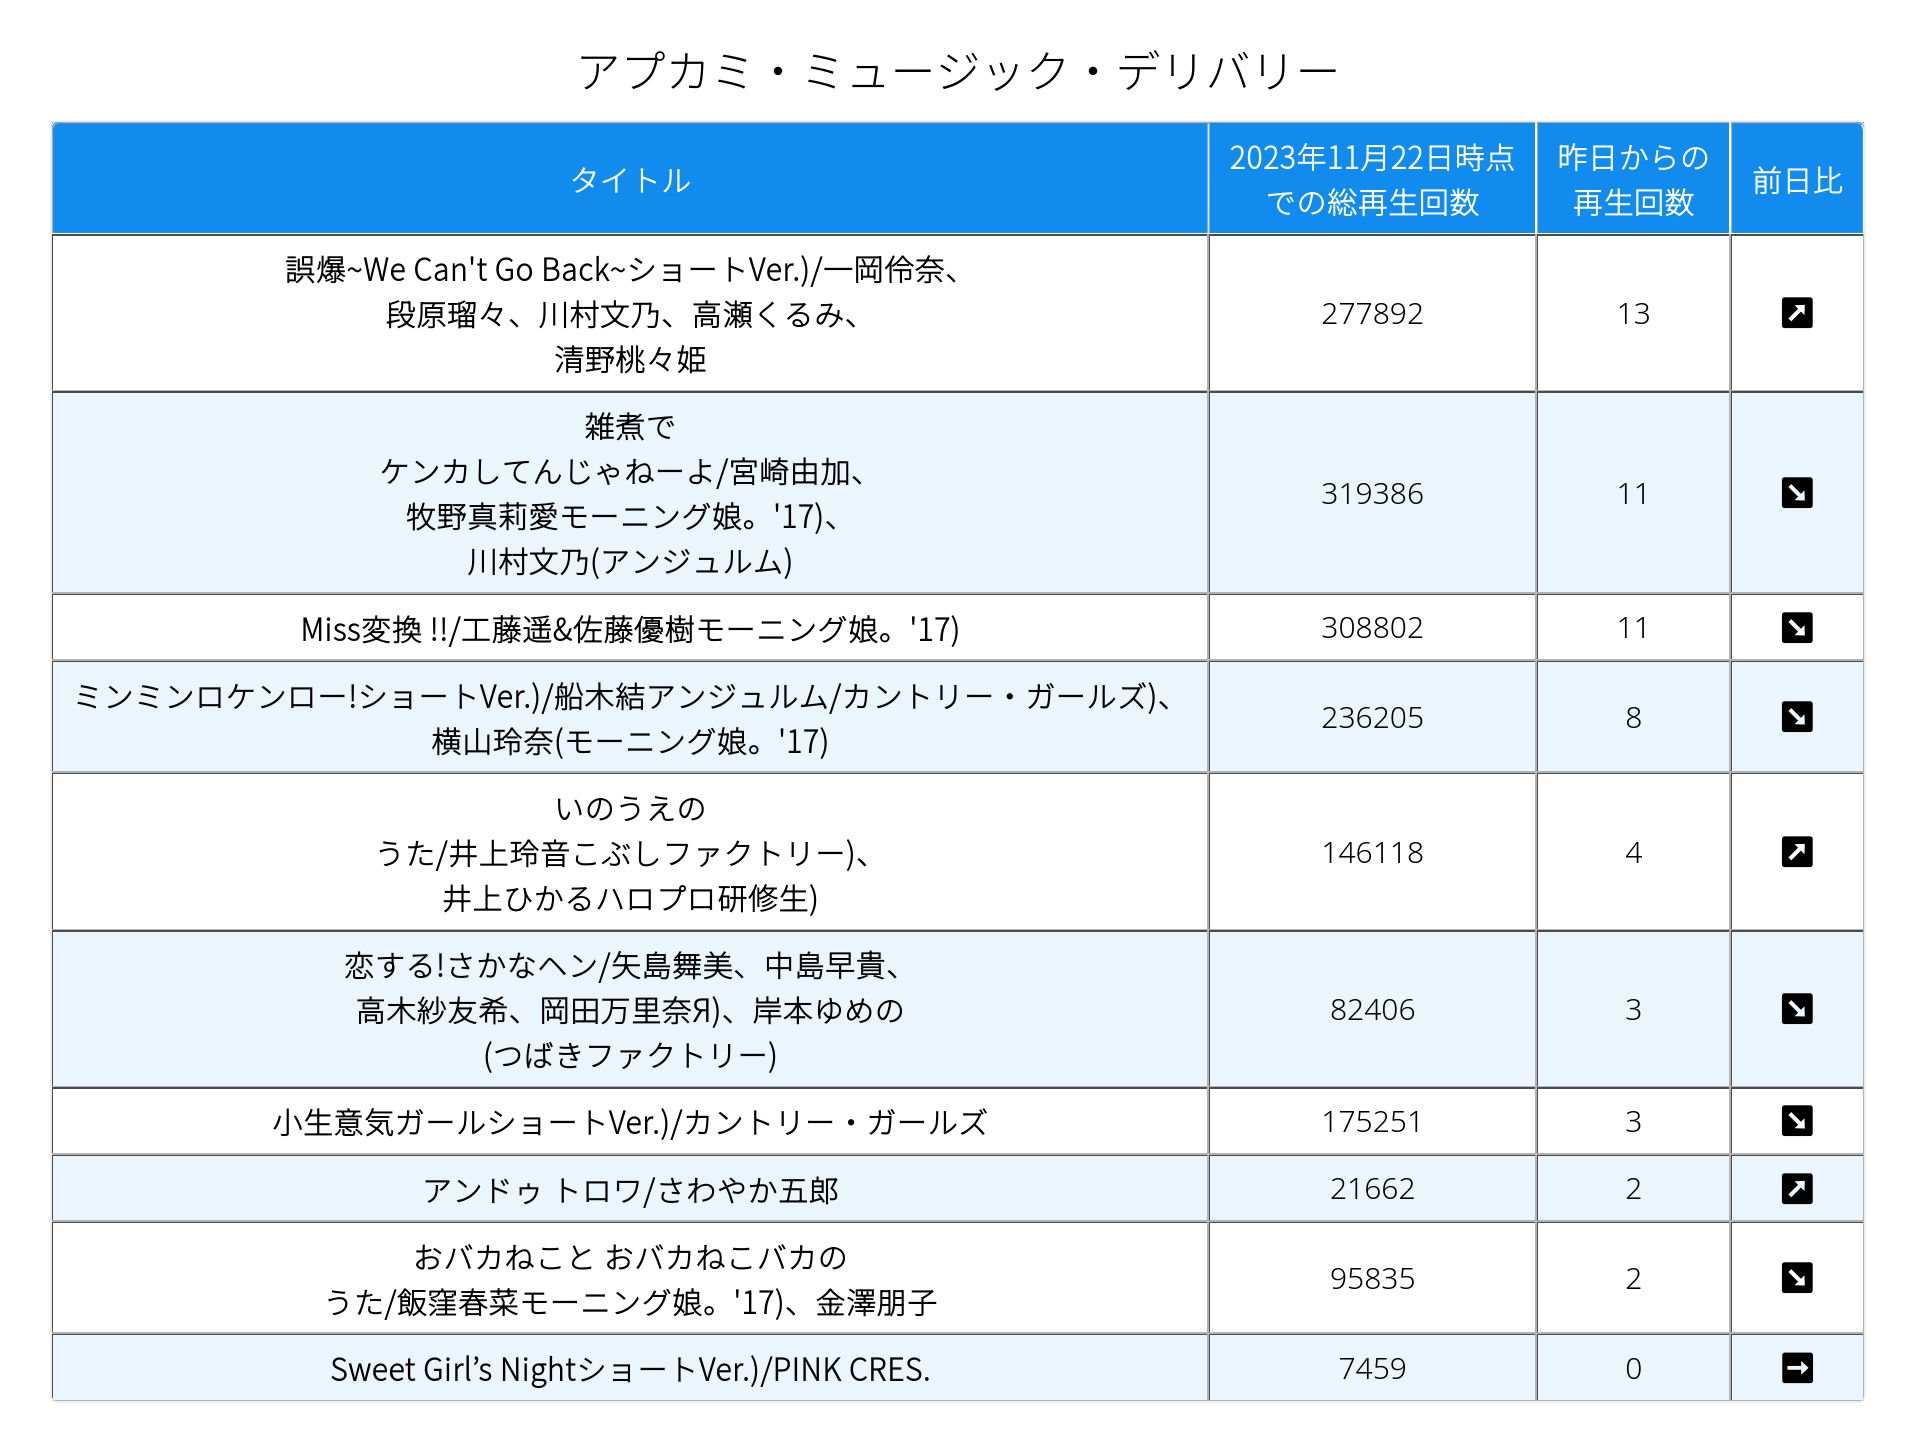 アプカミ・ミュージック・デリバリー
タイトル
2023年11月22日時点
での総再生回数
昨日からの
再生回数
前日比
誤爆~We Can't Go Back~ショートVer.)/一岡伶奈、
段原瑠々、川村文乃、高瀬くるみ、
清野桃々姫
277892
13
↗
雑煮で
ケンカしてんじゃねーよ/宮崎由加、
牧野真莉愛モーニング娘。'17)、
川村文乃(アンジュルム)
319386
11
↘
Miss変換 !!/工藤遥&佐藤優樹モーニング娘。'17)
308802
11
↘
ミンミンロケンロー!ショートVer.)/船木結アンジュルム/カントリー・ガールズ)、
横山玲奈(モーニング娘。'17)
236205
8
↘
いのうえの
うた/井上玲音こぶしファクトリー)、
井上ひかるハロプロ研修生)
146118
4
↗
恋する!さかなヘン/矢島舞美、中島早貴、
高木紗友希、岡田万里奈Я)、岸本ゆめの
(つばきファクトリー)
82406
3
↘
小生意気ガールショートVer.)/カントリー・ガールズ
175251
3
↘
アンドゥ トロワ/さわやか五郎
21662
2
↗
おバカねこと おバカねこバカの
うた/飯窪春菜モーニング娘。'17)、金澤朋子
95835
2
↘
Sweet Girl’s NightショートVer.)/PINK CRES.
7459
0
→